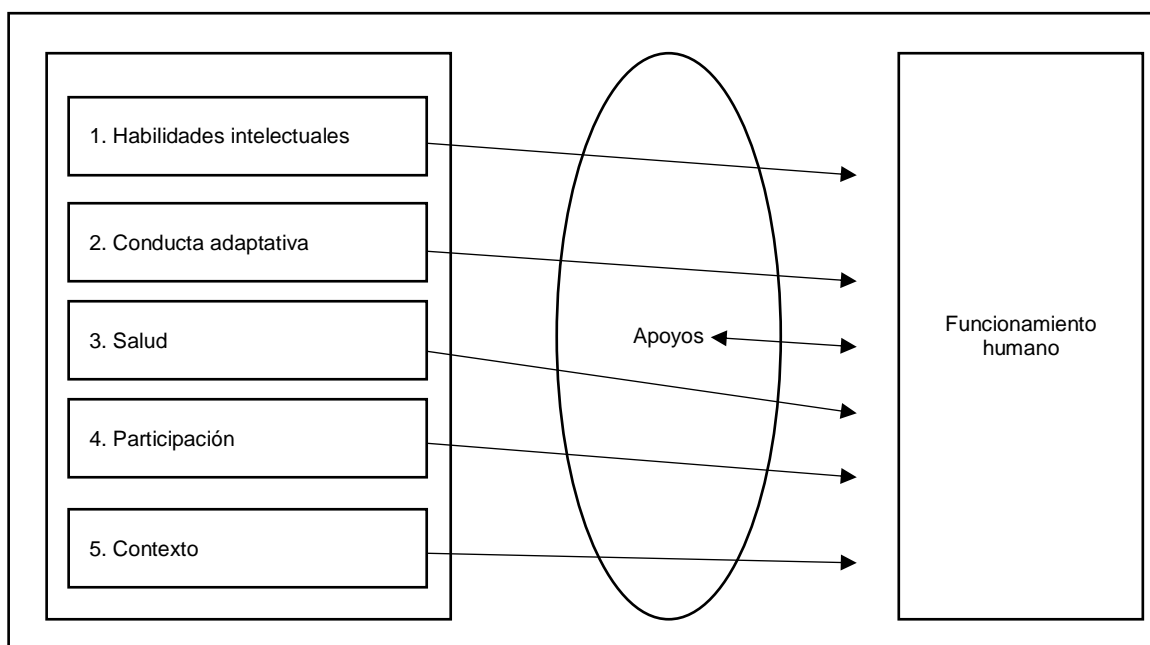 1. Habilidades intelectuales
2. Conducta adaptativa
3. Salud
4. Participación
5. Contexto
Apoyos
Funcionamiento
humano